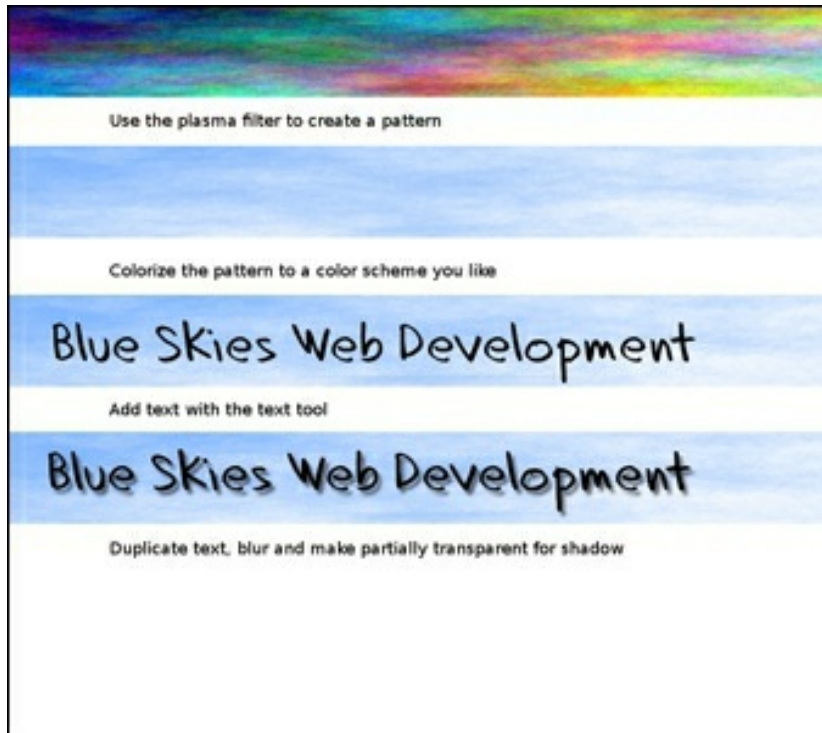 Use the plasma filter to create a pattern
Colorize the pattern to a color scheme you like
Blue Skies Web Development
Add text with the text tool
Blue Skies Web Development
Duplicate text, blur and make partially transparent for shadow